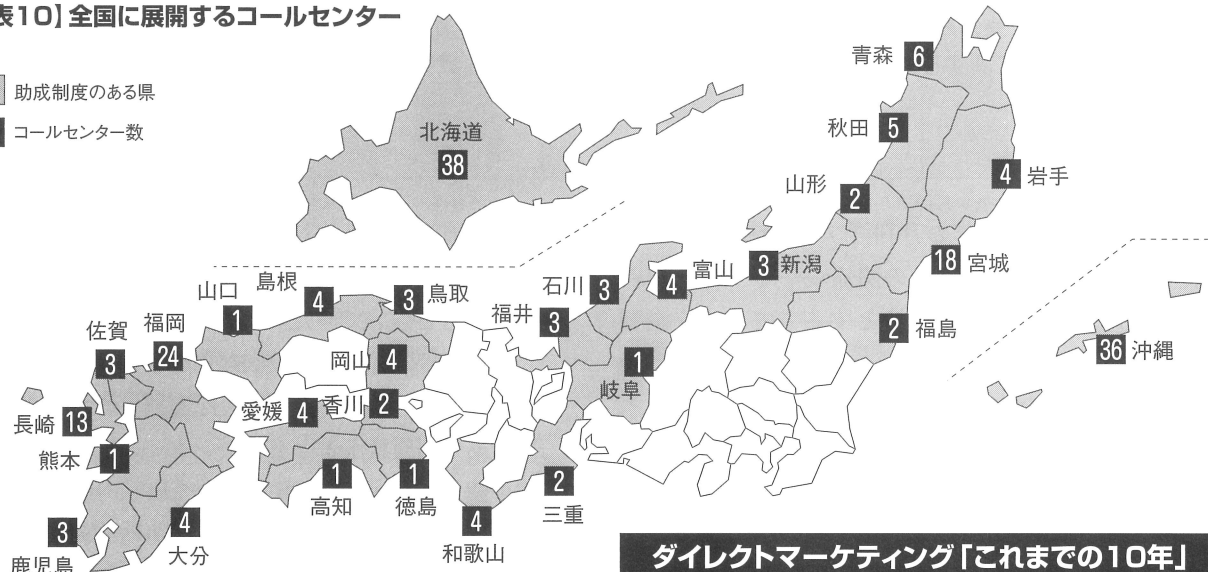 表10】全国に展開するコールセンター
助成制度のある県
コールセンター数
北海道
38
青森 6
秋田 5
4 岩手
山形 2
18 宮城
3 新潟
2 福島
富山
4
石川 3
福井 3
1
岐阜
36 沖縄
島根
4
3 鳥取
山口
1
岡山 4
福岡
24
佐賀
3
長崎 13
熊本 1
鹿児島
3
4
大分
愛媛 4
香川 2
1
高知
1
徳島
4
和歌山
2
三重
ダイレクトマーケティング「これまでの10年」